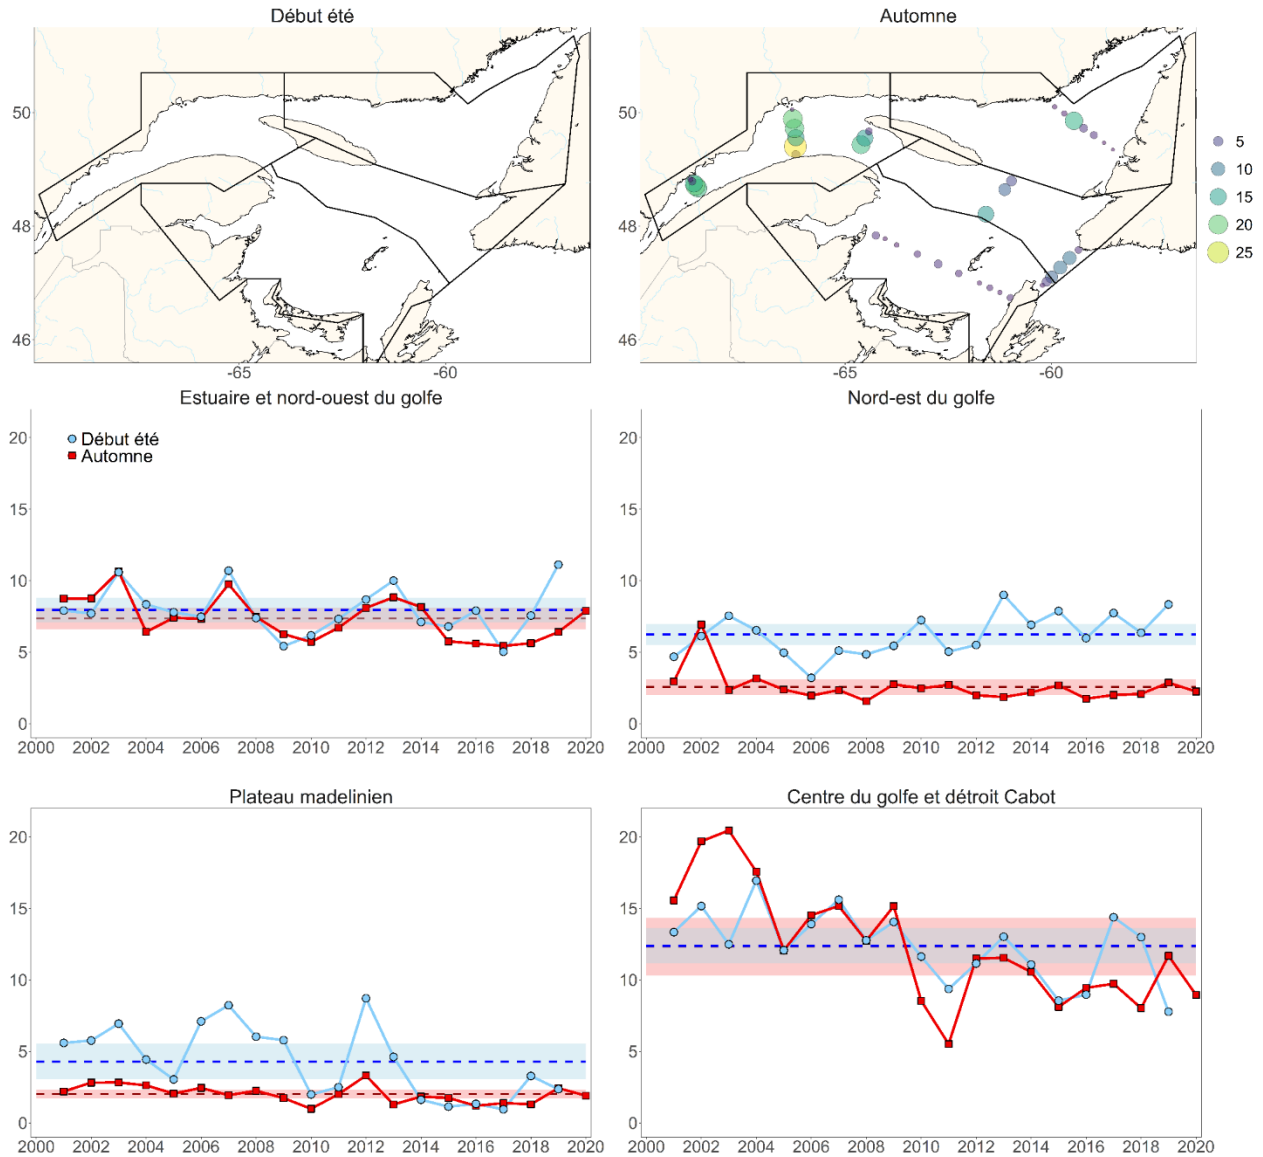 Début été
Automne
50
48
46
-65
-60
-65
-60
5
10
15
20
25
Estuaire et nord-ouest du golfe
Nord-est du golfe
Début été
Automne
20
15
10
5
0
2000 2002 2004 2006 2008 2010 2012 2014 2016 2018 2020
20
15
10
5
0
2000 2002 2004 2006 2008 2010 2012 2014 2016 2018 2020
Plateau madelinien
Centre du golfe et détroit Cabot
20
15
10
5
0
2000 2002 2004 2006 2008 2010 2012 2014 2016 2018 2020
20
15
10
5
0
2000 2002 2004 2006 2008 2010 2012 2014 2016 2018 2020
50
48
46